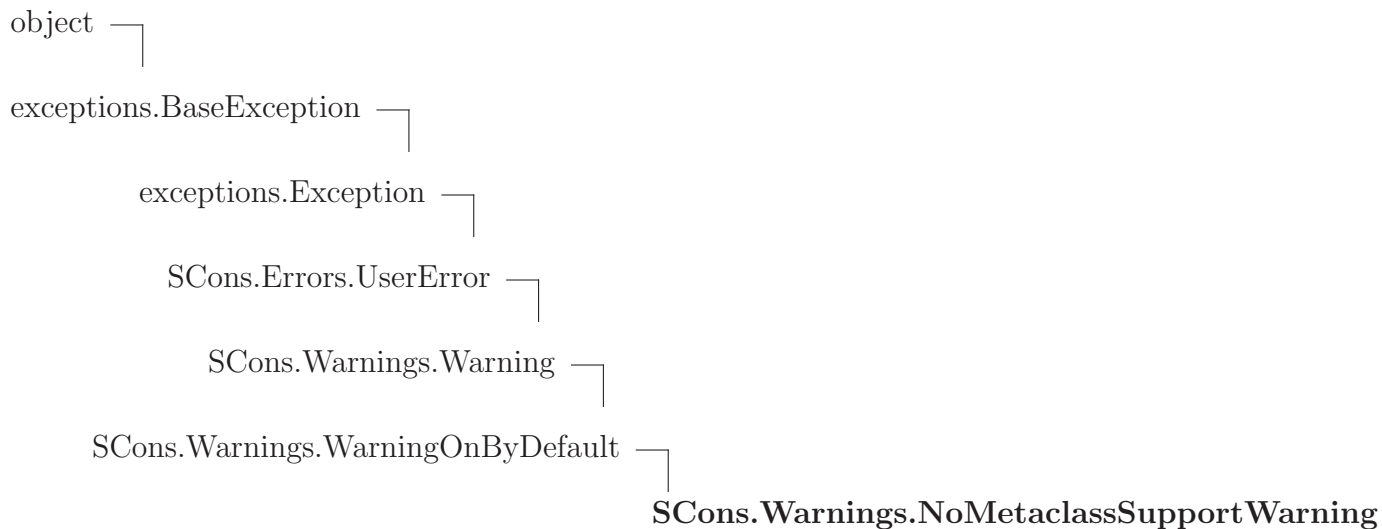 object
exceptions.BaseException
exceptions.Exception
SCons.Errors.UserError
SCons.Warnings.Warning
SCons.Warnings.WarningOnByDefault
SCons.Warnings.NoMetaclassSupportWarning